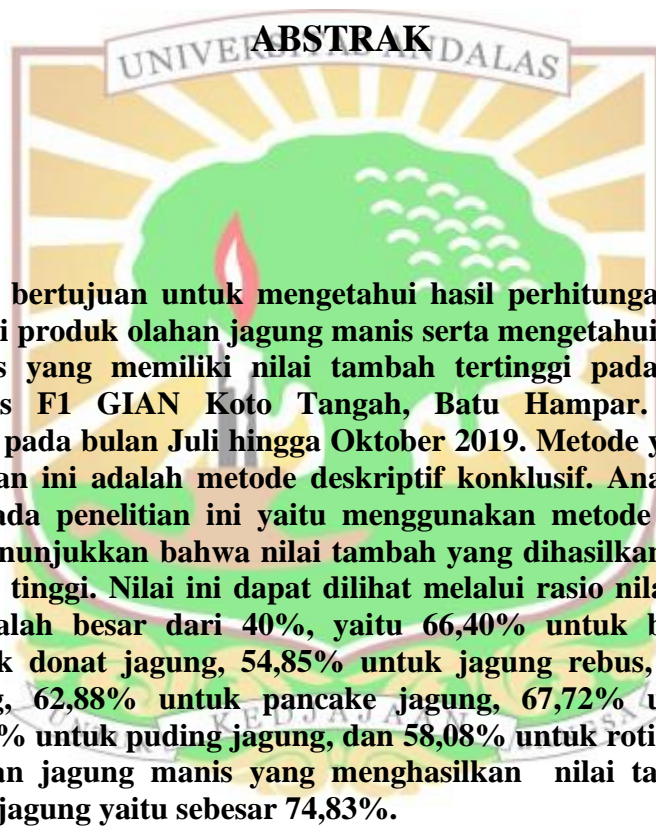 ABSTRAK
UNIVERSITAS ANDALAS
bertujuan untuk mengetahui hasil perhitunga
i produk olahan jagung manis serta mengetahui
s yang memiliki nilai tambah tertinggi pada
s F1 GIAN Koto Tangah, Batu Hampar.
pada bulan Juli hingga Oktober 2019. Metode y
an ini adalah metode deskriptif konklusif. Ana
ada penelitian ini yaitu menggunakan metode
nunjukkan bahwa nilai tambah yang dihasilkan
tinggi. Nilai ini dapat dilihat melalui rasio nila
alah besar dari 40%, yaitu 66,40% untuk b
k donat jagung, 54,85% untuk jagung rebus,
g, 62,88% untuk pancake jagung, 67,72% u
% untuk puding jagung, dan 58,08% untuk roti
an jagung manis yang menghasilkan nilai ta
jagung yaitu sebesar 74,83%.
KEDJAJAAN